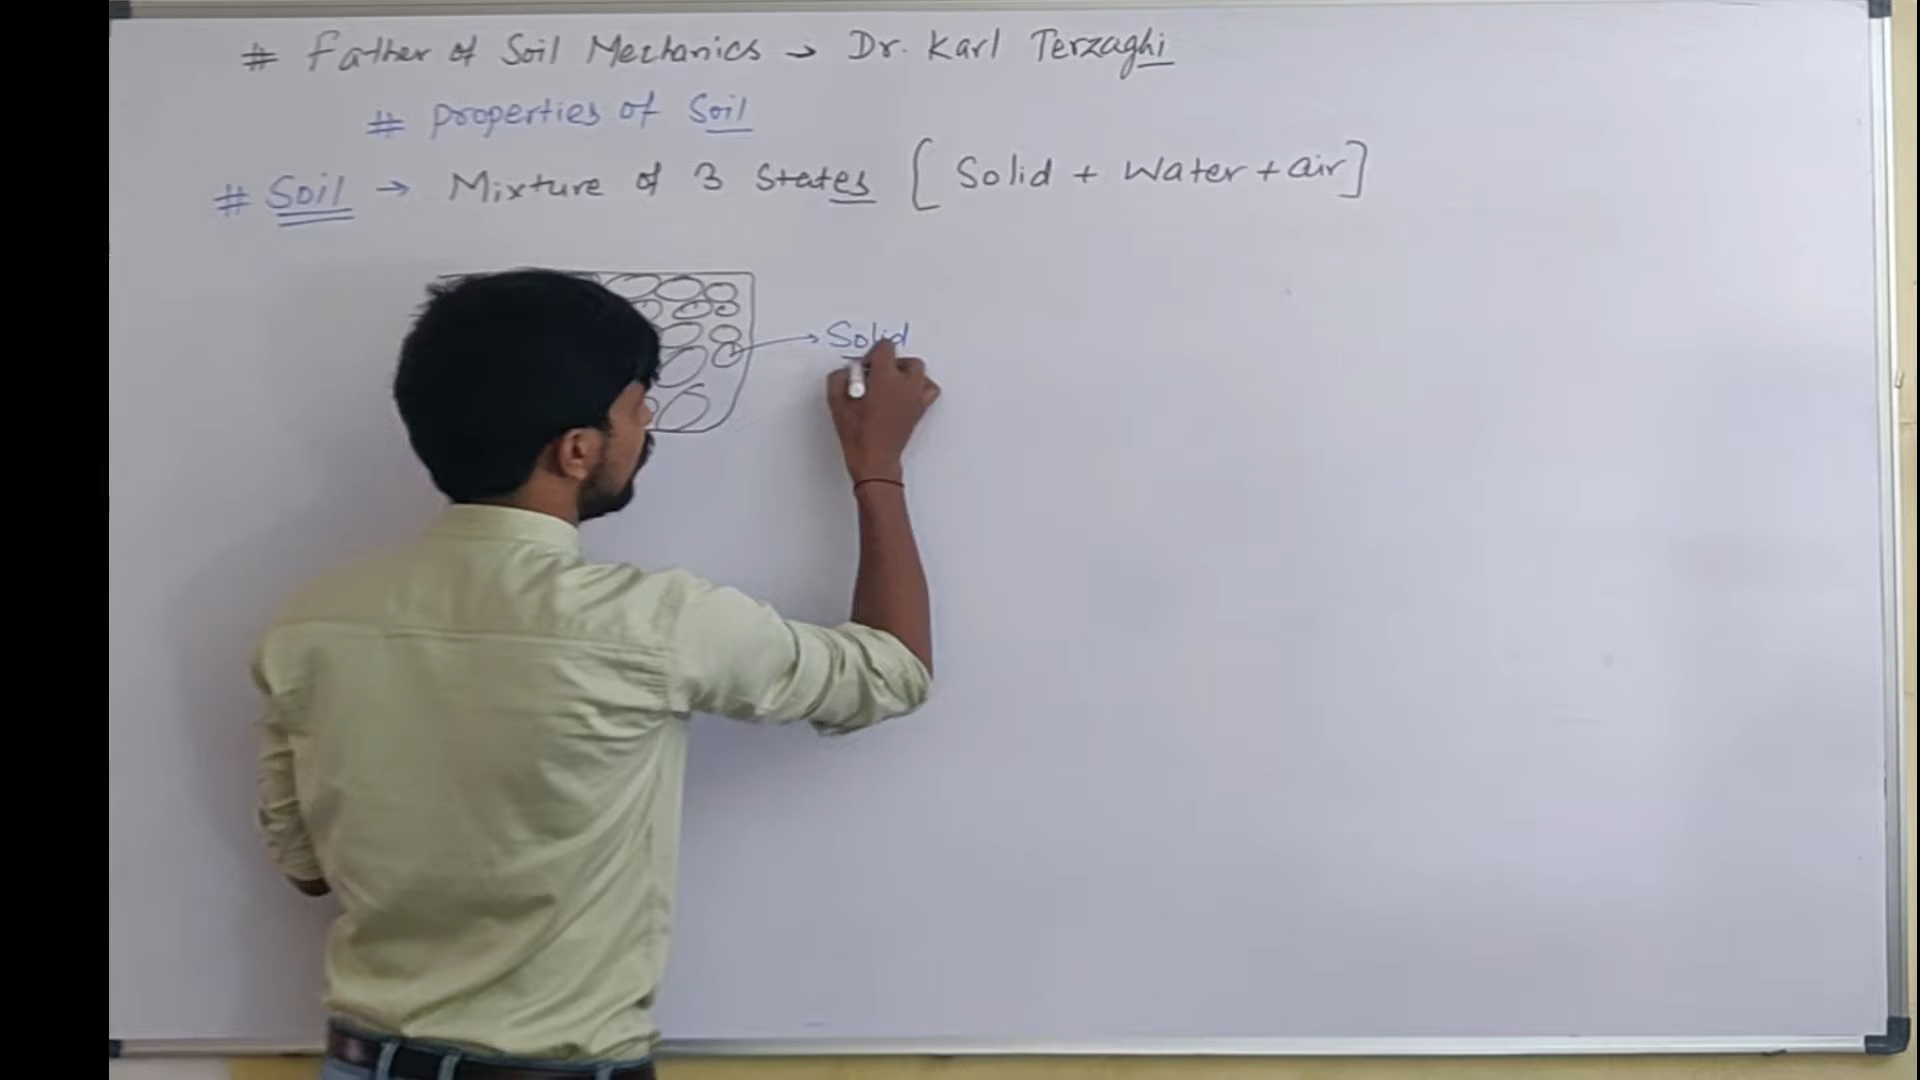 # Father of Soil Mechanics → Dr. Karl Terzaghi
# Properties of Soil
# Soil → Mixture of 3 States [ Solid + Water + air ]
→ Solid